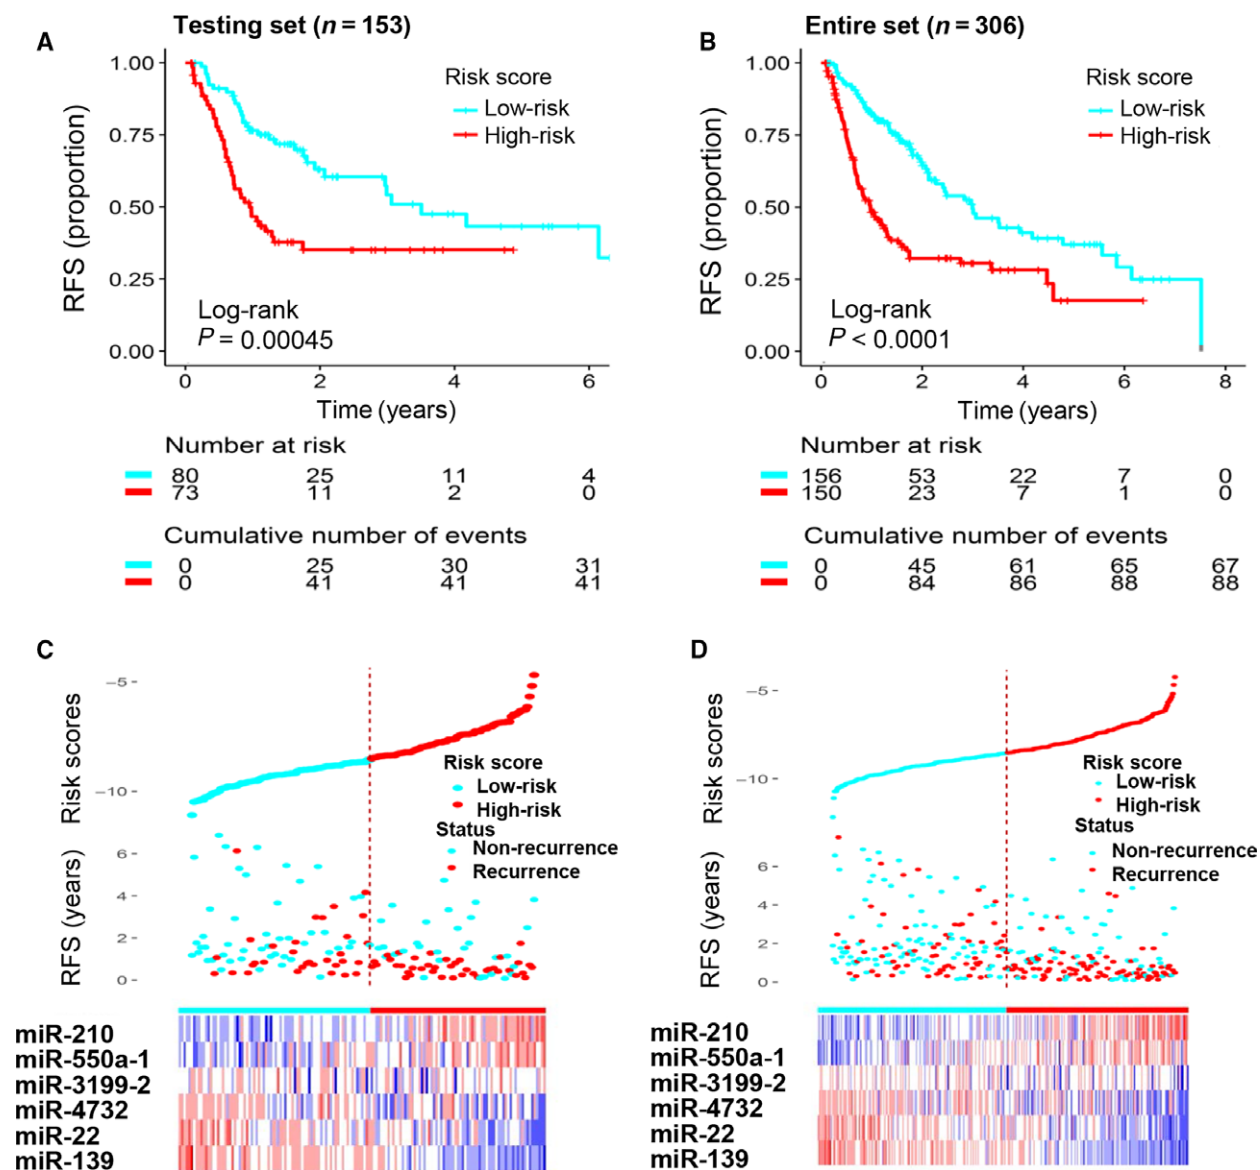 A
Testing set (n = 153)
1.00
0.75
0.50
0.25
0.00
RFS (proportion)
Risk score
Low-risk
High-risk
Log-rank
P = 0.00045
0 2 4 6
Time (years)
Number at risk
80 25 11 4
73 11 2 0
Cumulative number of events
0 25 30 31
0 41 41 41
B
Entire set (n = 306)
1.00
0.75
0.50
0.25
0.00
RFS (proportion)
Risk score
Low-risk
High-risk
Log-rank
P < 0.0001
0 2 4 6 8
Time (years)
Number at risk
156 53 22 7 0
150 23 7 1 0
Cumulative number of events
0 45 61 65 67
0 84 86 88 88
C
Risk scores
−5
−10
Risk score
Low-risk
High-risk
Status
Non-recurrence
Recurrence
RFS (years)
6
4
2
0
miR-210
miR-550a-1
miR-3199-2
miR-4732
miR-22
miR-139
D
Risk scores
−5
−10
Risk score
Low-risk
High-risk
Status
Non-recurrence
Recurrence
RFS (years)
6
4
2
0
miR-210
miR-550a-1
miR-3199-2
miR-4732
miR-22
miR-139